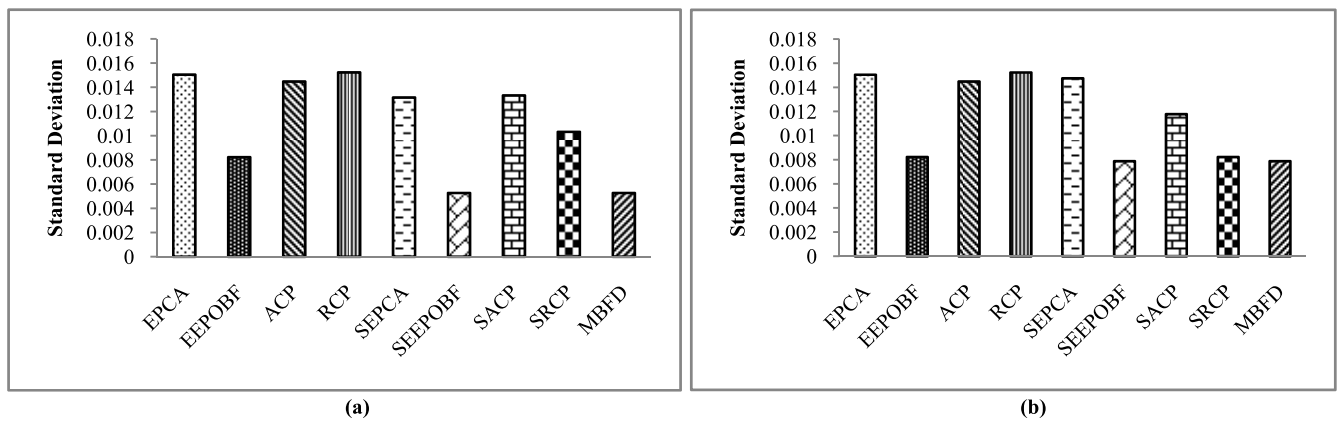 Standard Deviation
0.018
0.016
0.014
0.012
0.01
0.008
0.006
0.004
0.002
0
EPCA
EEPOBF
ACP
RCP
SEPCA
SEEPOBF
SACP
SRCP
MBFD
(a)
Standard Deviation
0.018
0.016
0.014
0.012
0.01
0.008
0.006
0.004
0.002
0
EPCA
EEPOBF
ACP
RCP
SEPCA
SEEPOBF
SACP
SRCP
MBFD
(b)